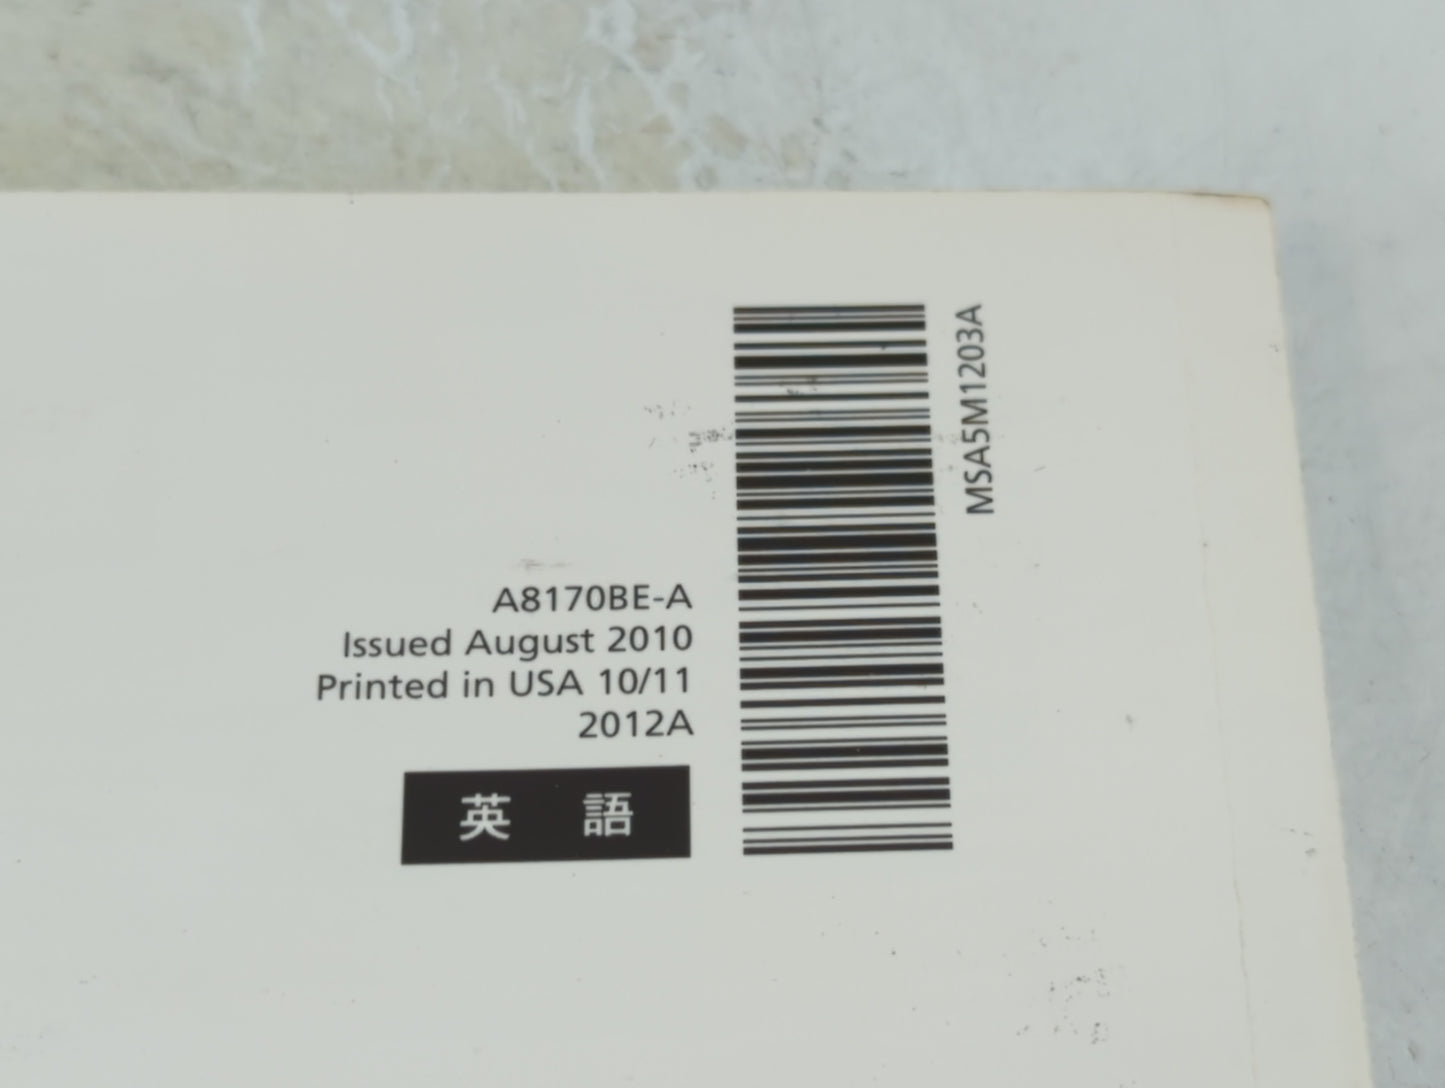 A8170BE-A
Issued August 2010
Printed in USA 10/11
2012A
英 語
MSA5M1203A